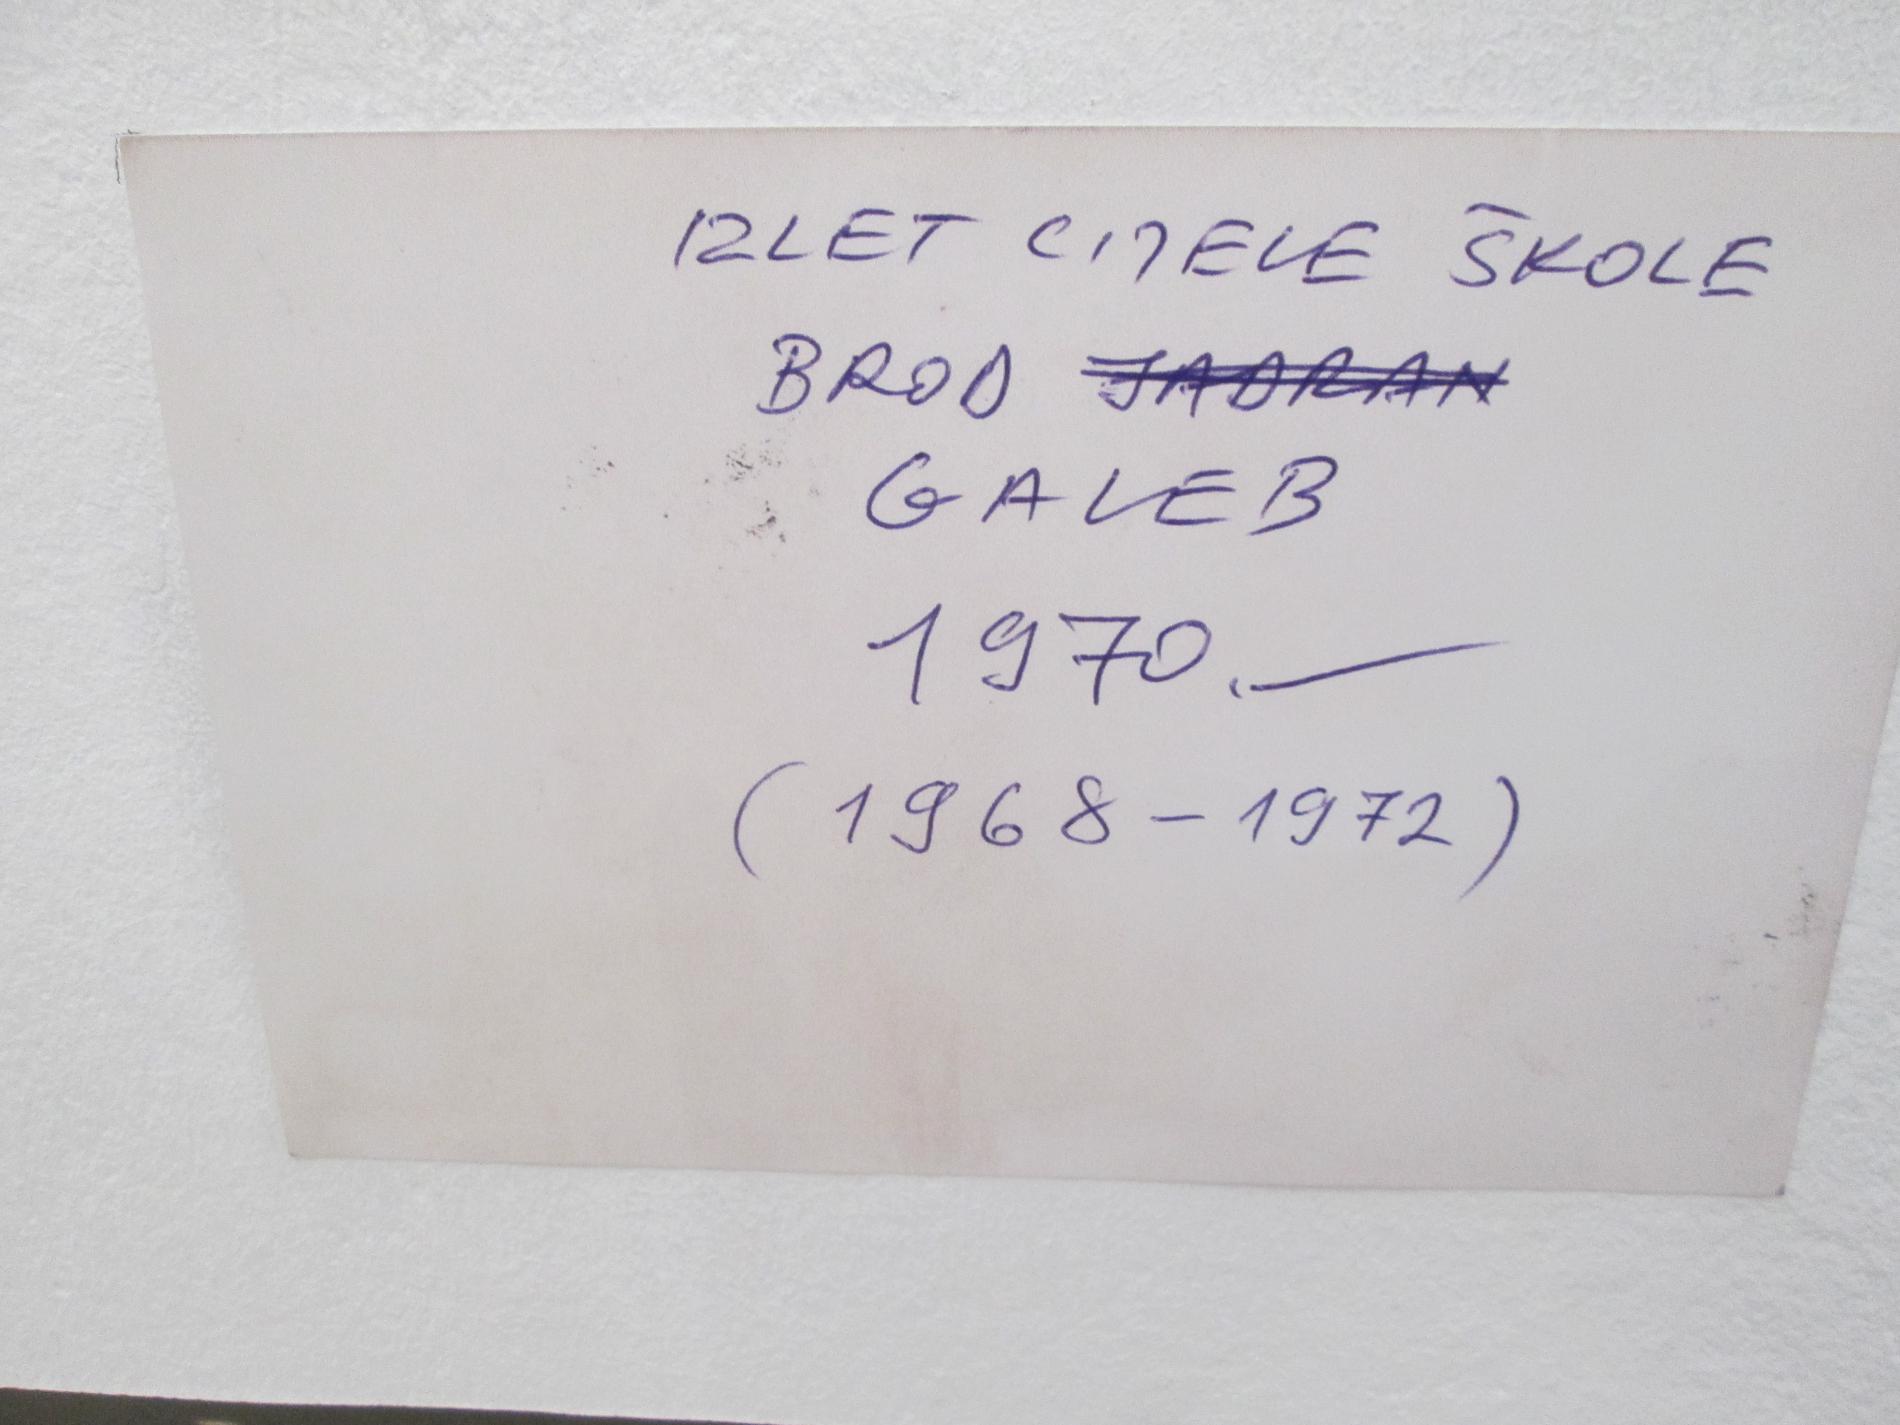 IZLET CIJELE ŠKOLE
BROD JADRAN
GALEB
1970.
(1968-1972)